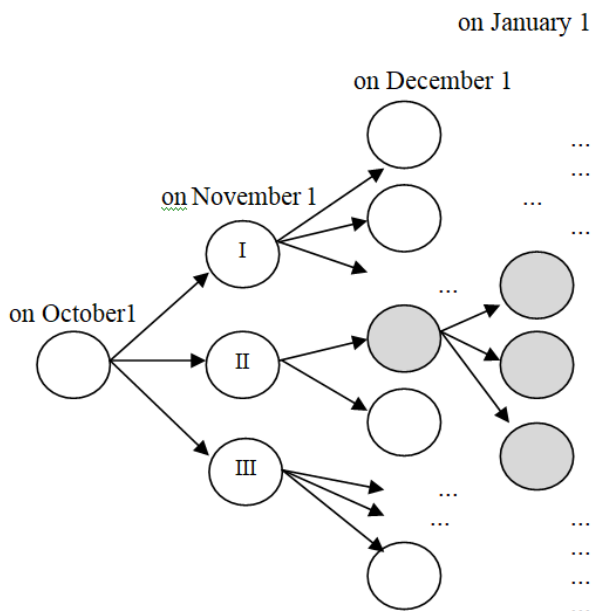 on January 1
on December 1
...
...
on November 1
...
...
I
...
on October1
II
III
...
...
...
...
...
...